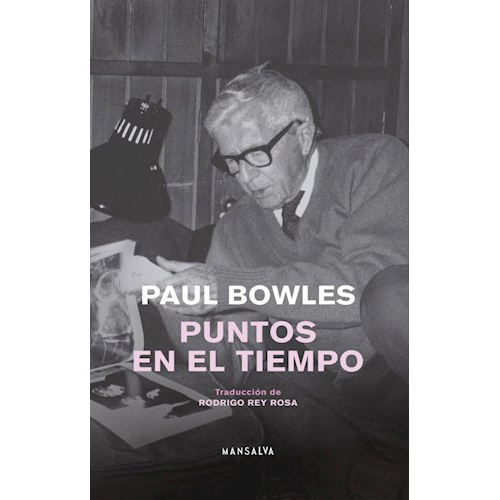 PAUL BOWLES
PUNTOS
EN EL TIEMPO
Traducción de
RODRIGO REY ROSA
MANSALVA